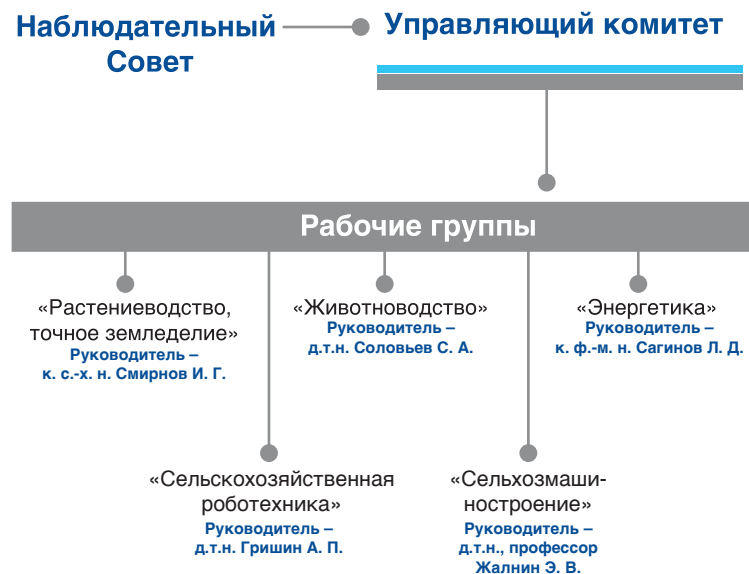 Наблюдательный
Совет
Управляющий комитет
Рабочие группы
«Растениеводство,
точное земледелие»
Руководитель –
к. с.-х. н. Смирнов И. Г.
«Животноводство»
Руководитель –
д.т.н. Соловьев С. А.
«Энергетика»
Руководитель –
к. ф.-м. н. Сагинов Л. Д.
«Сельскохозяйственная
роботехника»
Руководитель –
д.т.н. Гришин А. П.
«Сельхозмаши-
ностроение»
Руководитель –
д.т.н., профессор
Жалнин Э. В.